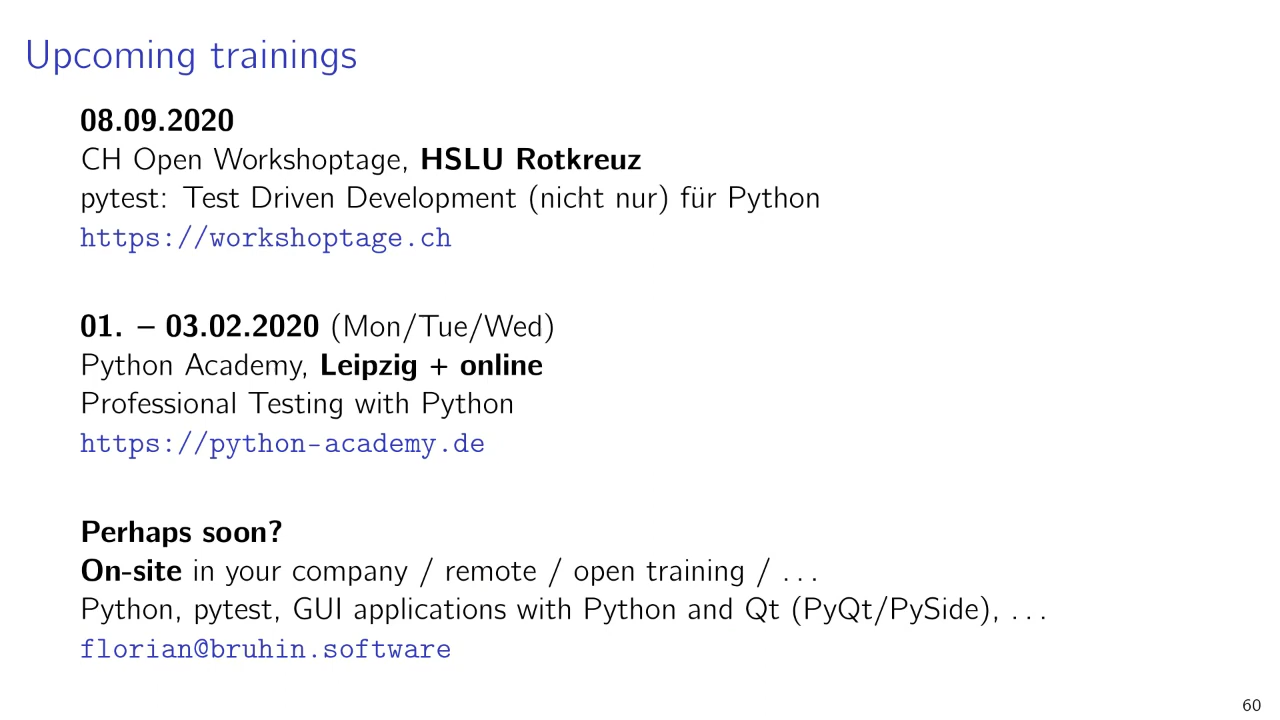 Upcoming trainings
08.09.2020
CH Open Workshoptage, HSLU Rotkreuz
pytest: Test Driven Development (nicht nur) für Python
https://workshoptage.ch
01. – 03.02.2020 (Mon/Tue/Wed)
Python Academy, Leipzig + online
Professional Testing with Python
https://python-academy.de
Perhaps soon?
On-site in your company / remote / open training / ...
Python, pytest, GUI applications with Python and Qt (PyQt/PySide), ...
florian@bruhin.software
60